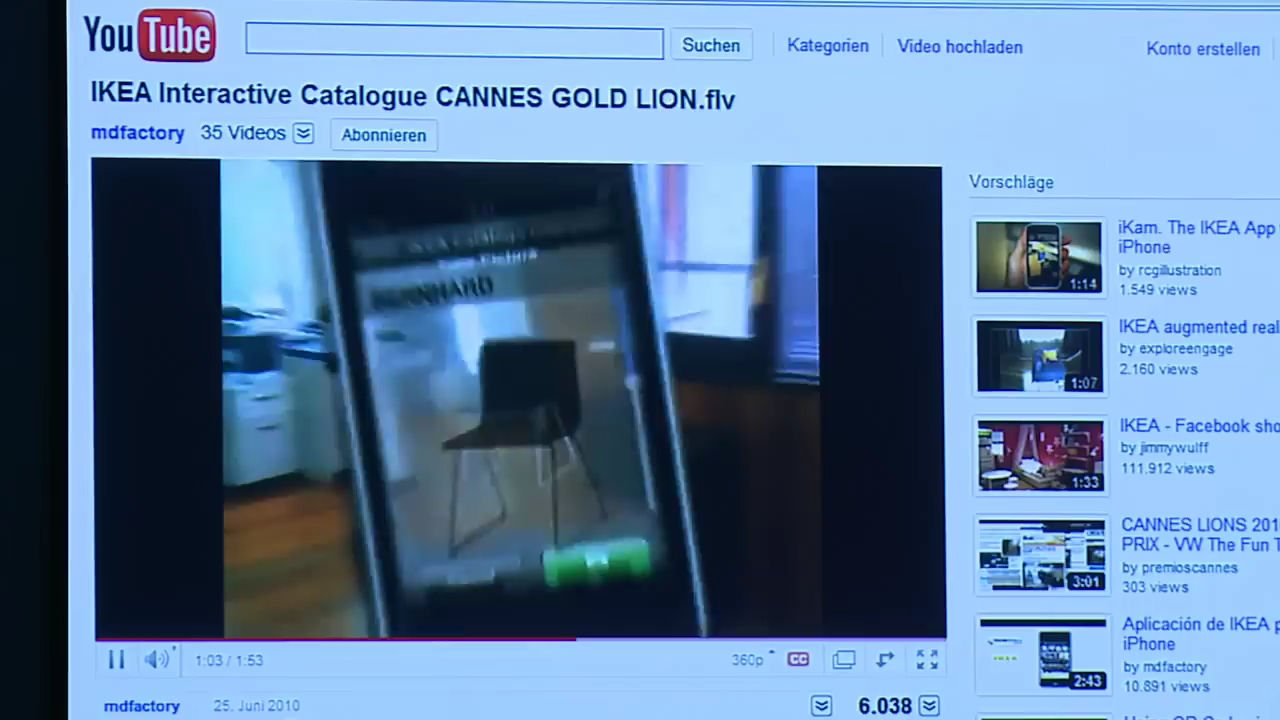 YouTube
Suchen
Kategorien
Video hochladen
Konto erstellen
IKEA Interactive Catalogue CANNES GOLD LION.flv
mdfactory
35 Videos
Abonnieren
BERNHARD
1:03 / 1:53
360p
CC
mdfactory
25. Juni 2010
6.038
Vorschläge
1:14
iKam. The IKEA App
iPhone
by rcgillustration
1.549 views
1:07
IKEA augmented real
by exploreengage
2.160 views
1:33
IKEA - Facebook sho
by jimmywulff
111.912 views
3:01
CANNES LIONS 201
PRIX - VW The Fun T
by premioscannes
303 views
2:43
Aplicación de IKEA p
iPhone
by mdfactory
10.891 views